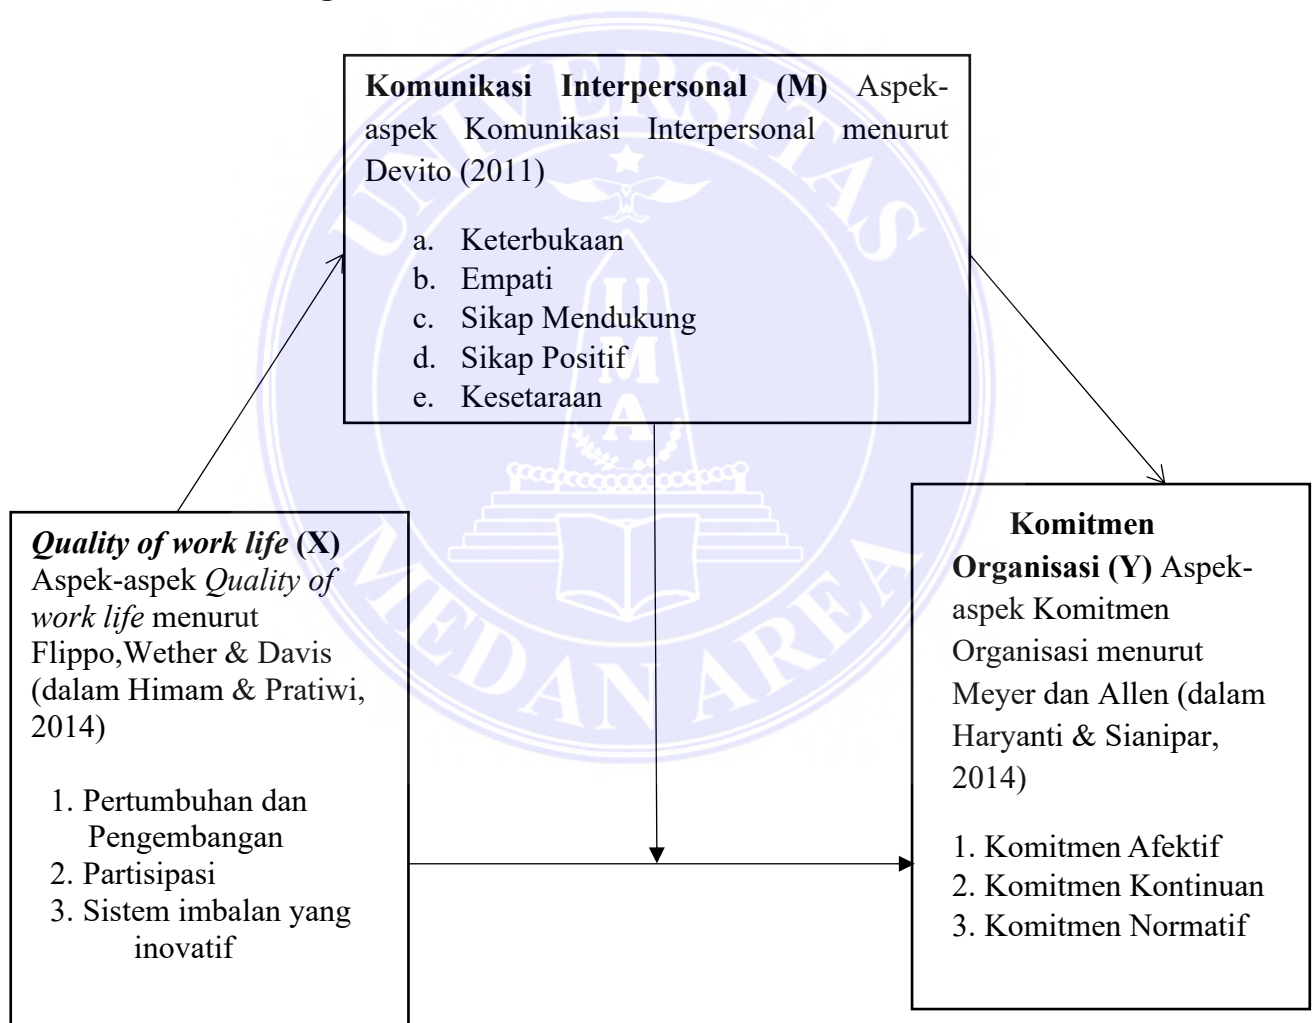 Komunikasi Interpersonal (M) Aspek-
aspek Komunikasi Interpersonal menurut
Devito (2011)
a. Keterbukaan
b. Empati
c. Sikap Mendukung
d. Sikap Positif
e. Kesetaraan
Quality of work life (X)
Aspek-aspek Quality of
work life menurut
Flippo,Wether & Davis
(dalam Himam & Pratiwi,
2014)
1. Pertumbuhan dan
Pengembangan
2. Partisipasi
3. Sistem imbalan yang
inovatif
Komitmen
Organisasi (Y) Aspek-
aspek Komitmen
Organisasi menurut
Meyer dan Allen (dalam
Haryanti & Sianipar,
2014)
1. Komitmen Afektif
2. Komitmen Kontinuan
3. Komitmen Normatif
UNIVERSITAS
MEDAN AREA
U
M
A